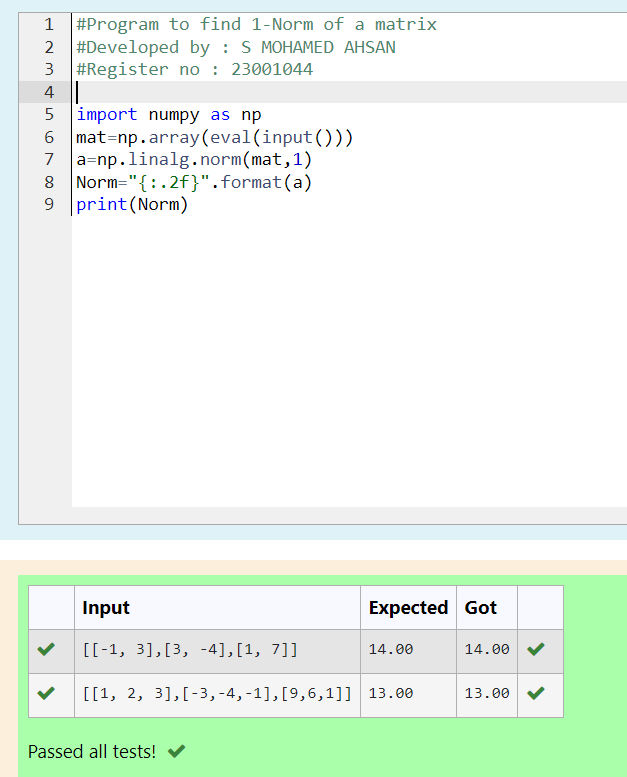 1 #Program to find 1-Norm of a matrix
2 #Developed by : S MOHAMED AHSAN
3 #Register no : 23001044
4
5 import numpy as np
6 mat=np.array(eval(input()))
7 a=np.linalg.norm(mat,1)
8 Norm="{:.2f}".format(a)
9 print(Norm)
Input Expected Got
[[-1, 3],[3, -4],[1, 7]] 14.00 14.00
[[1, 2, 3],[-3,-4,-1],[9,6,1]] 13.00 13.00
Passed all tests!